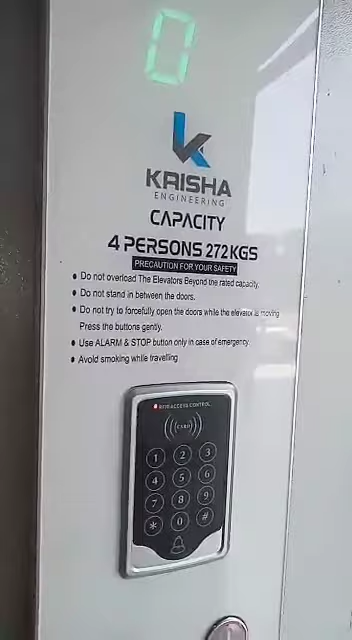 0
KRISHA
ENGINEERING
CAPACITY
4 PERSONS 272KGS
PRECAUTION FOR YOUR SAFETY
• Do not overload The Elevators Beyond the rated capacity.
• Do not stand in between the doors.
• Do not try to forcefully open the doors while the elevator is moving
Press the buttons gently.
• Use ALARM & STOP button only in case of emergency.
• Avoid smoking while travelling
RFID ACCESS CONTROL
CARD
1 2 3
4 5 6
7 8 9
* 0 #